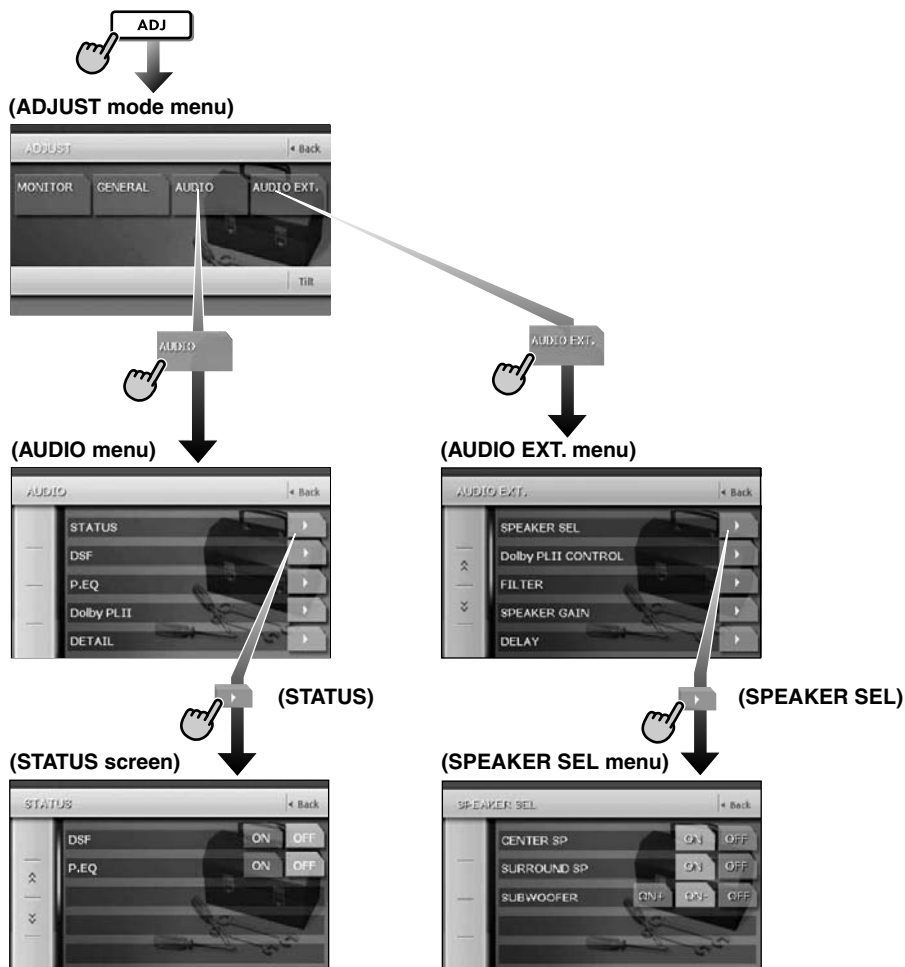 ADJ
(ADJUST mode menu)
ADJUST
Back
MONITOR
GENERAL
AUDIO
AUDIO EXT.
Tilt
AUDIO
AUDIO EXT.
(AUDIO menu)
AUDIO
Back
STATUS
DSF
P.EQ
Dolby PLII
DETAIL
(AUDIO EXT. menu)
AUDIO EXT.
Back
SPEAKER SEL
Dolby PLII CONTROL
FILTER
SPEAKER GAIN
DELAY
(STATUS)
(SPEAKER SEL)
(STATUS screen)
STATUS
Back
DSF ON OFF
P.EQ ON OFF
(SPEAKER SEL menu)
SPEAKER SEL
Back
CENTER SP ON OFF
SURROUND SP ON OFF
SUBWOOFER ON+ ON- OFF